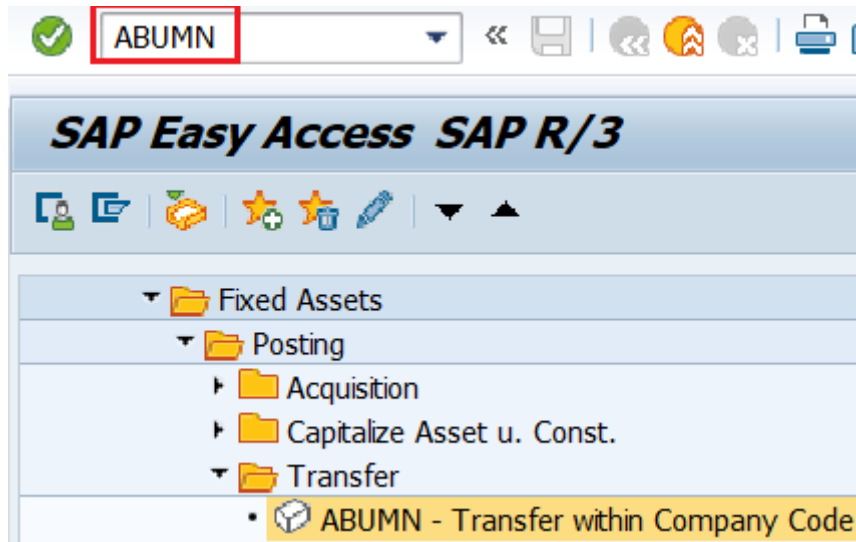 ABUMN
SAP Easy Access SAP R/3
Fixed Assets
Posting
Acquisition
Capitalize Asset u. Const.
Transfer
ABUMN - Transfer within Company Code